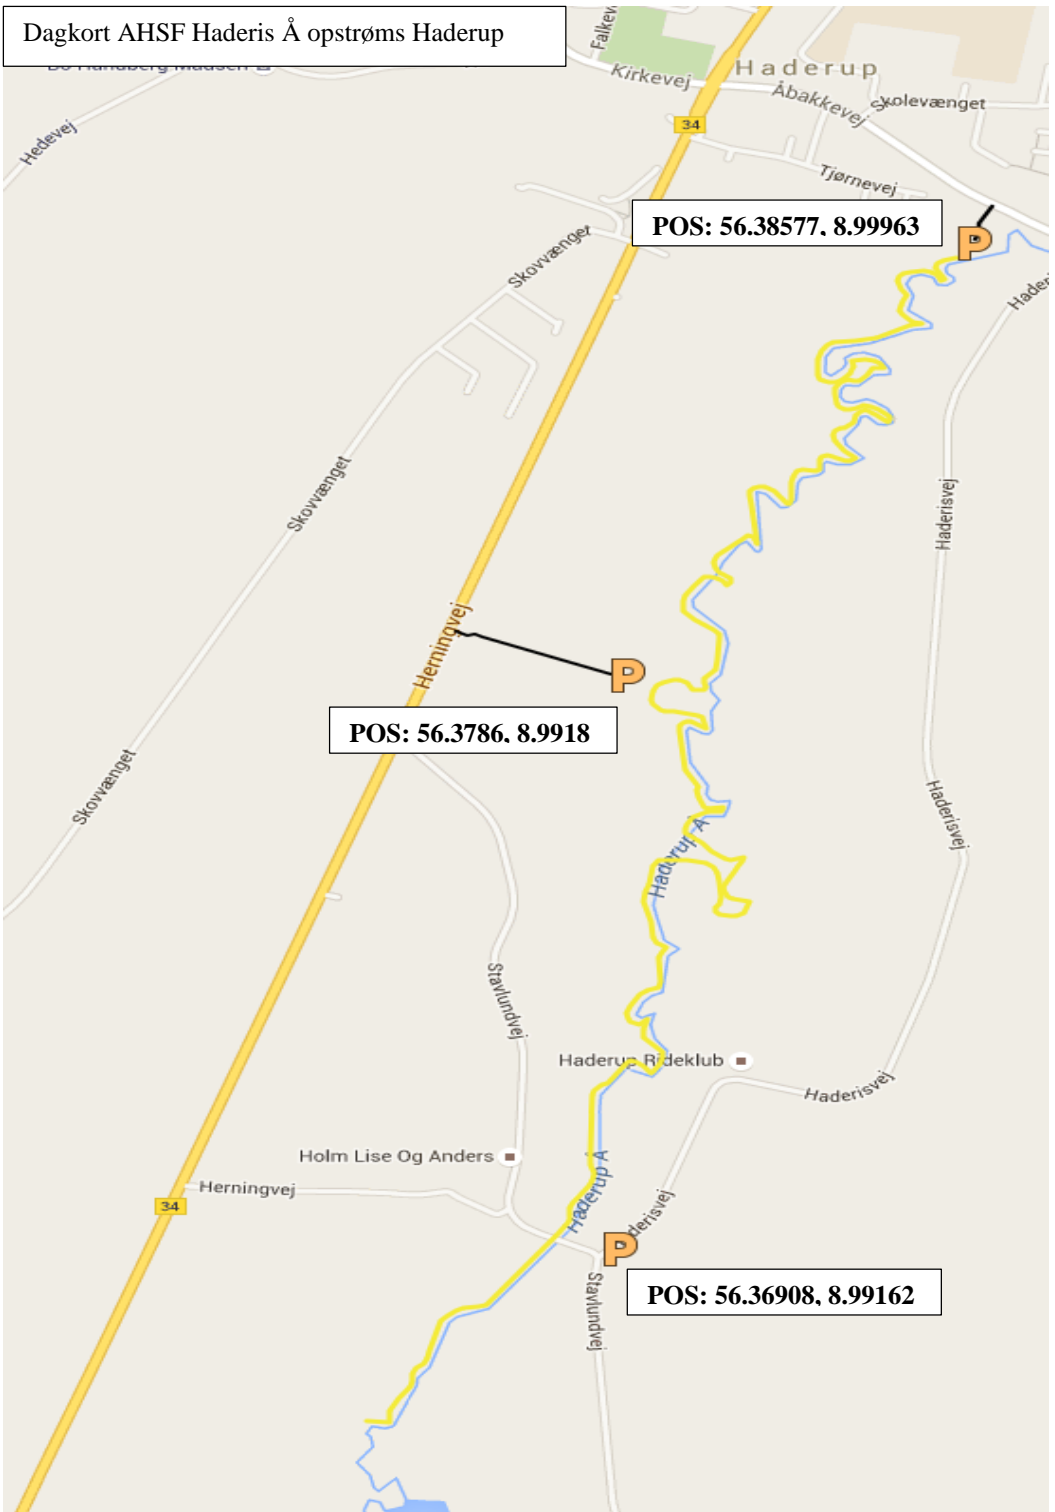 Dagkort AHSF Haderis Å opstrøms Haderup
Kirkevej
Haderup
Åbakkevej
Skolevænget
Hedevej
34
Tjørnevej
POS: 56.38577, 8.99963
P
Skovvænget
Haderisvej
Skovvænget
Herningvej
P
POS: 56.3786, 8.9918
Skovvænget
Haderisvej
Haderup Å
Stavlundvej
Haderup Rideklub
Haderisvej
Holm Lise Og Anders
Haderup Å
Herningvej
34
P
POS: 56.36908, 8.99162
Stavlundvej